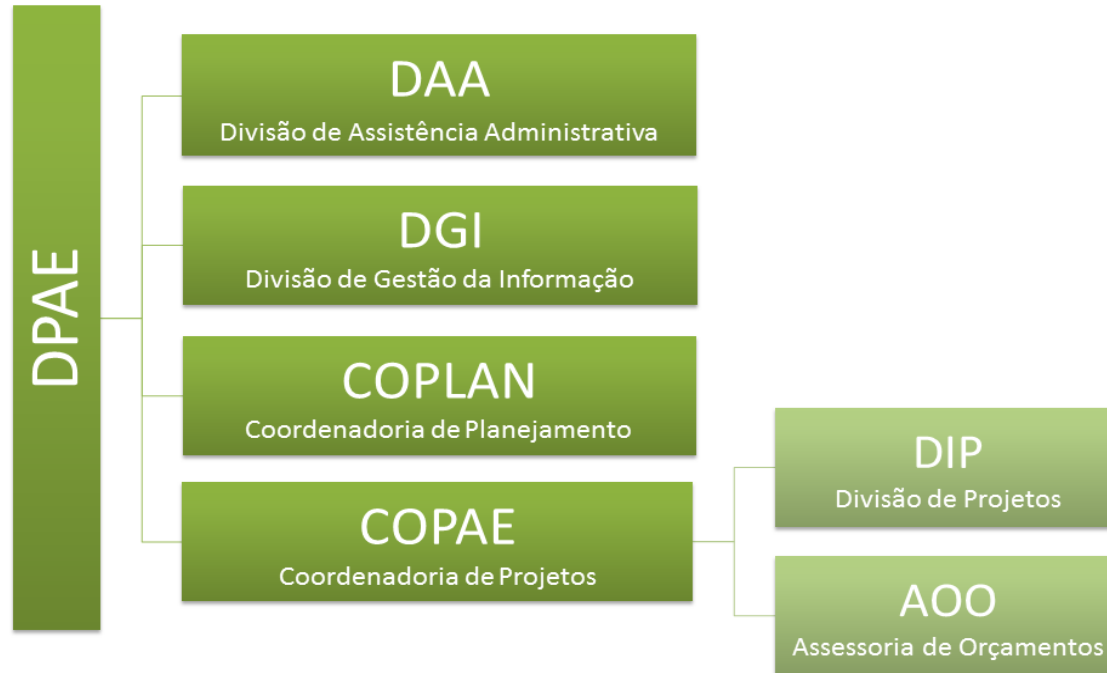 DPAE
DAA
Divisão de Assistência Administrativa
DGI
Divisão de Gestão da Informação
COPLAN
Coordenadoria de Planejamento
COPAE
Coordenadoria de Projetos
DIP
Divisão de Projetos
AOO
Assessoria de Orçamentos